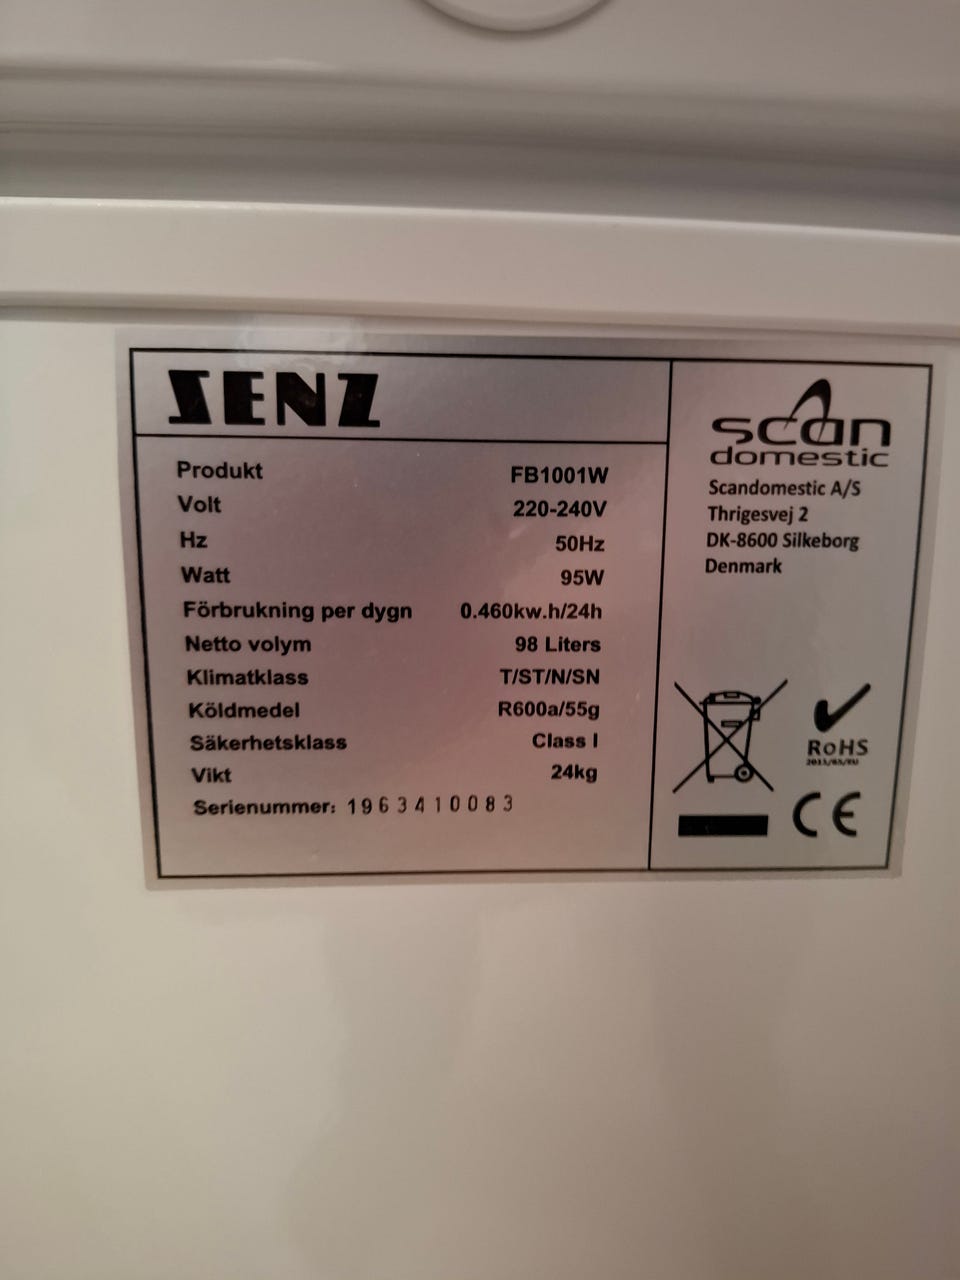 SENZ
Produkt FB1001W
Volt 220-240V
Hz 50Hz
Watt 95W
Förbrukning per dygn 0.460kw.h/24h
Netto volym 98 Liters
Klimatklass T/ST/N/SN
Köldmedel R600a/55g
Säkerhetsklass Class I
Vikt 24kg
Serienummer: 1963410083
scan
domestic
Scandomestic A/S
Thrigesvej 2
DK-8600 Silkeborg
Denmark
RoHS
CE